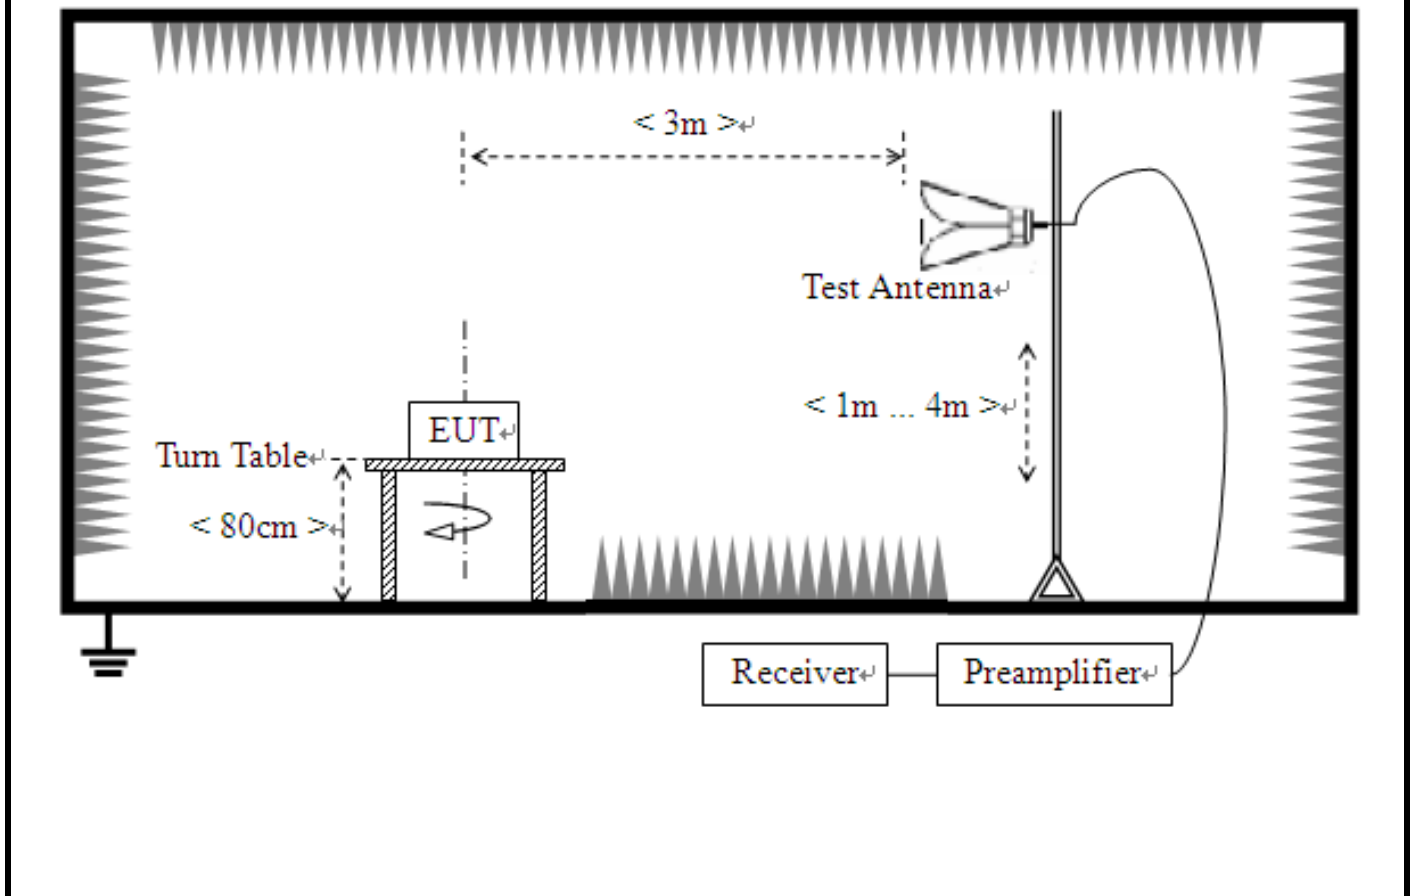 < 3m >↵
Test Antenna↵
< 1m ... 4m >↵
EUT↵
Turn Table↵
< 80cm >↵
Receiver↵
Preamplifier↵